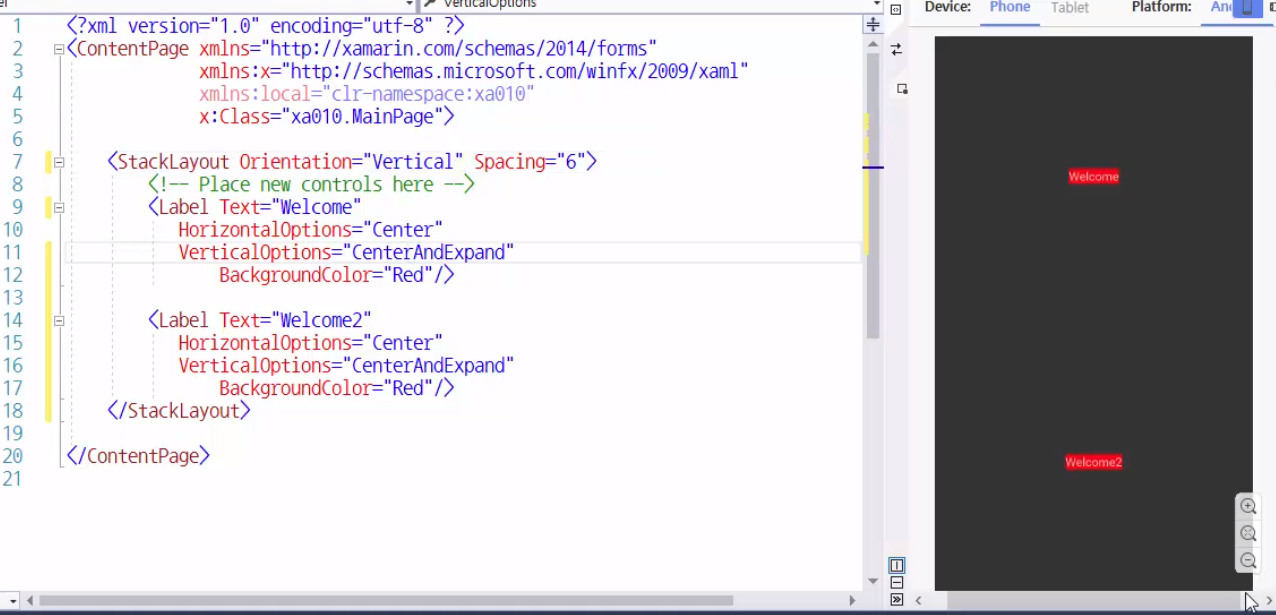 VerticalOptions
Device: Phone Tablet Platform:
1 <?xml version="1.0" encoding="utf-8" ?>
2 <ContentPage xmlns="http://xamarin.com/schemas/2014/forms"
3 xmlns:x="http://schemas.microsoft.com/winfx/2009/xaml"
4 xmlns:local="clr-namespace:xa010"
5 x:Class="xa010.MainPage">
6
7 <StackLayout Orientation="Vertical" Spacing="6">
8 <!-- Place new controls here -->
9 <Label Text="Welcome"
10 HorizontalOptions="Center"
11 VerticalOptions="CenterAndExpand"
12 BackgroundColor="Red"/>
13
14 <Label Text="Welcome2"
15 HorizontalOptions="Center"
16 VerticalOptions="CenterAndExpand"
17 BackgroundColor="Red"/>
18 </StackLayout>
19
20 </ContentPage>
21
Welcome
Welcome2